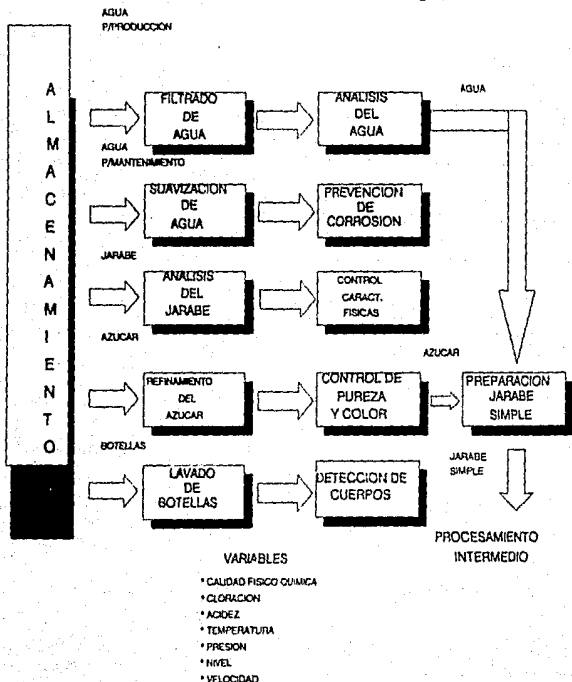 AGUA
P/PRODUCCION
ALMACENAMIENTO
FILTRADO
DE
AGUA
ANALISIS
DEL
AGUA
AGUA
AGUA
P/MANTENIMIENTO
SUAVIZACION
DE
AGUA
PREVENCION
DE
CORROSION
JARABE
ANALISIS
DEL
JARABE
CONTROL
CARACT.
FISICAS
AZUCAR
REFINAMIENTO
DEL
AZUCAR
CONTROL DE
PUREZA
Y COLOR
AZUCAR
PREPARACION
JARABE
SIMPLE
BOTELLAS
LAVADO
DE
BOTELLAS
DETECCION DE
CUERPOS
JARABE
SIMPLE
PROCESAMIENTO
INTERMEDIO
VARIABLES
* CALIDAD FISICO QUIMICA
* CLORACION
* ACIDEZ
* TEMPERATURA
* PRESION
* NIVEL
* VELOCIDAD